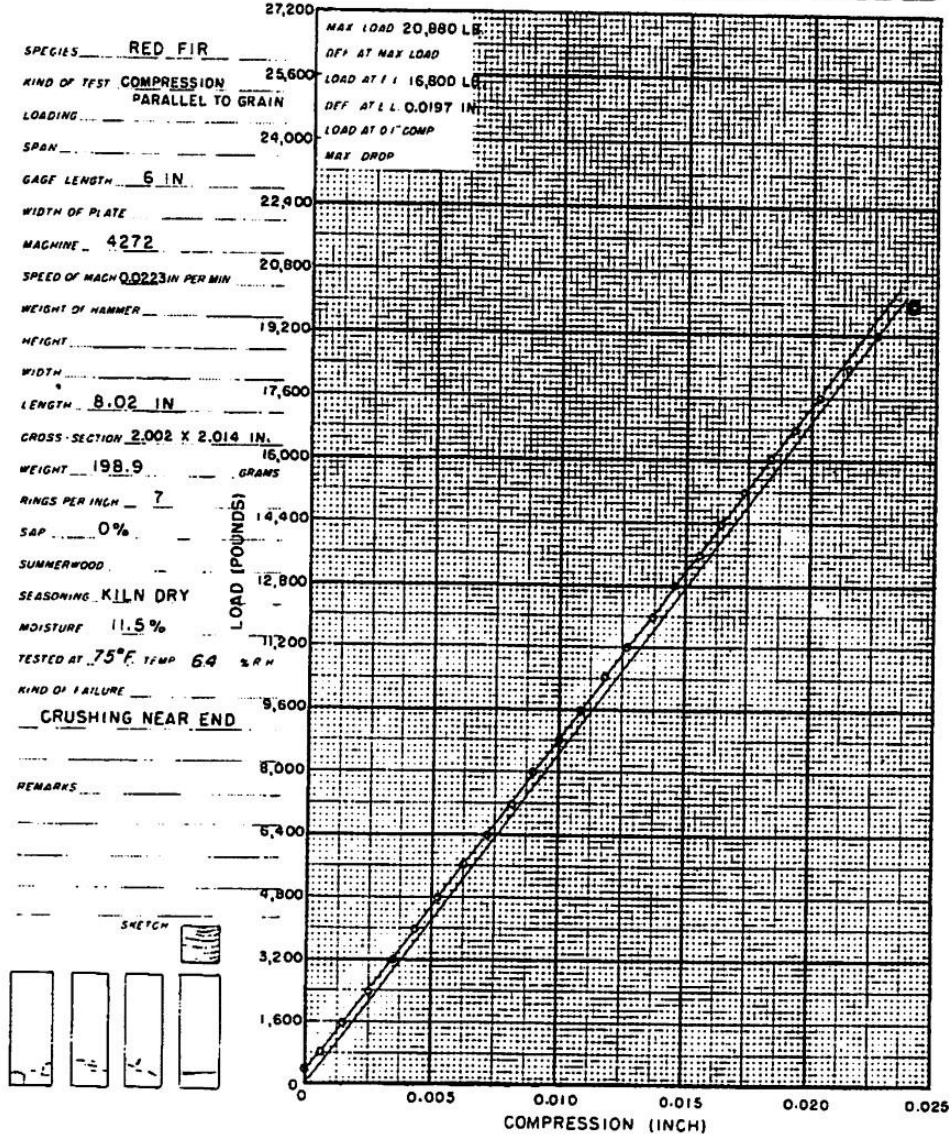 SPECIES RED FIR
KIND OF TEST COMPRESSION
PARALLEL TO GRAIN
LOADING
SPAN
GAGE LENGTH 6 IN
WIDTH OF PLATE
MACHINE 4272
SPEED OF MACH 0.0223 IN PER MIN
WEIGHT OF HAMMER
HEIGHT
WIDTH
LENGTH 8.02 IN
CROSS-SECTION 2.002 X 2.014 IN.
WEIGHT 198.9 GRAMS
RINGS PER INCH 7
SAP 0%
SUMMERWOOD
SEASONING KILN DRY
MOISTURE 11.5%
TESTED AT 75°F. TEMP 64 % R H
KIND OF FAILURE
CRUSHING NEAR END
REMARKS
SKETCH
MAX LOAD 20,880 LB
DEF AT MAX LOAD
LOAD AT 16,800 LB
DEF AT 0.0197 IN
LOAD AT 0.1" COMP
MAX DROP
LOAD (POUNDS)
27,200
25,600
24,000
22,400
20,800
19,200
17,600
16,000
14,400
12,800
11,200
9,600
8,000
6,400
4,800
3,200
1,600
0
0 0.005 0.010 0.015 0.020 0.025
COMPRESSION (INCH)